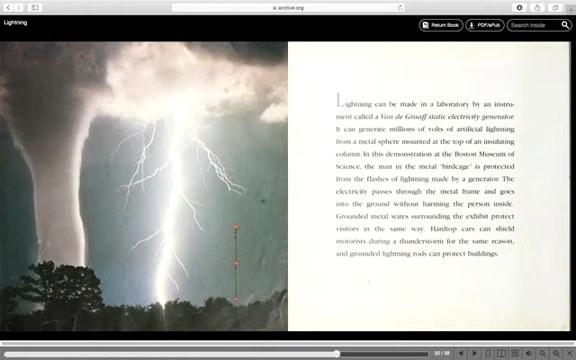 archive.org
Lightning
Return Book
PDF/ePub
Search inside
Lightning can be made in a laboratory by an instru-
ment called a Van de Graaff static electricity generator.
It can generate millions of volts of artificial lightning
from a metal sphere mounted at the top of an insulating
column. In this demonstration at the Boston Museum of
Science, the man in the metal "birdcage" is protected
from the flashes of lightning made by a generator. The
electricity passes through the metal frame and goes
into the ground without harming the person inside.
Grounded metal wires surrounding the exhibit protect
visitors in the same way. Hardtop cars can shield
motorists during a thunderstorm for the same reason,
and grounded lightning rods can protect buildings.
20 / 38